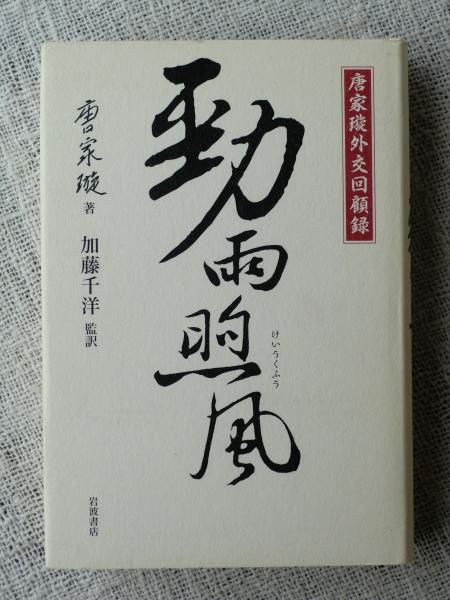 唐家璇外交回顧録
勁雨煦風
けいうくふう
唐家璇 著
加藤千洋 監訳
岩波書店